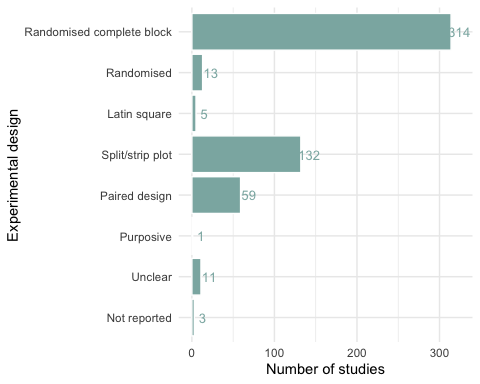 Experimental design
Randomised complete block 314
Randomised 13
Latin square 5
Split/strip plot 132
Paired design 59
Purposive 1
Unclear 11
Not reported 3
0 100 200 300
Number of studies